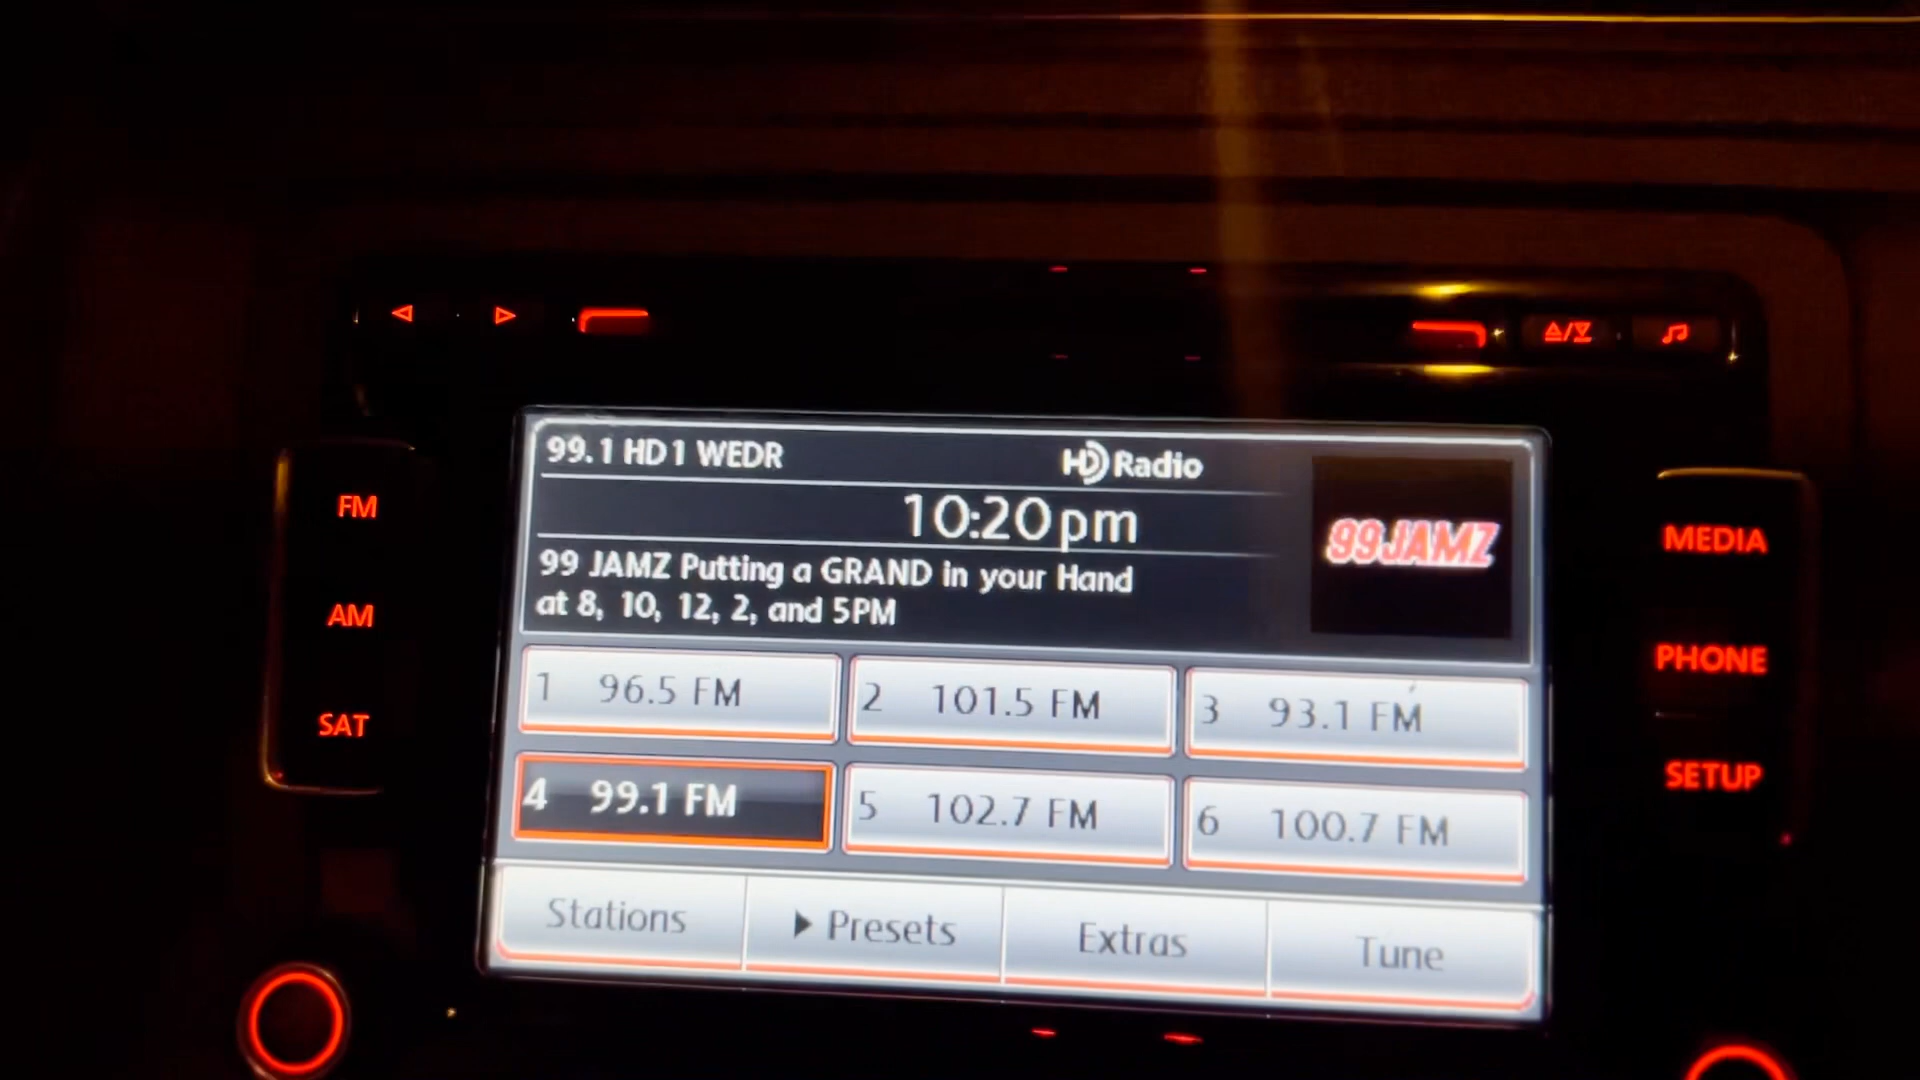 99.1 HD1 WEDR
HD Radio
10:20pm
99 JAMZ Putting a GRAND in your Hand
at 8, 10, 12, 2, and 5PM
99JAMZ
FM
AM
SAT
MEDIA
PHONE
SETUP
1 96.5 FM
2 101.5 FM
3 93.1 FM
4 99.1 FM
5 102.7 FM
6 100.7 FM
Stations
Presets
Extras
Tune